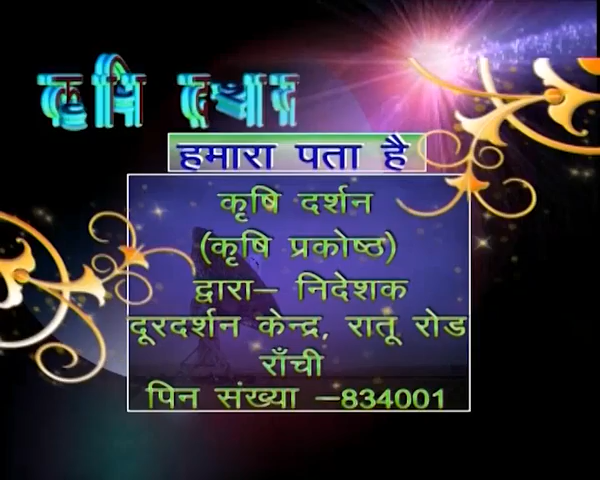 कृषि दर्शन
हमारा पता है
कृषि दर्शन
(कृषि प्रकोष्ठ)
द्वारा– निदेशक
दूरदर्शन केन्द्र, रातू रोड
राँची
पिन संख्या –834001